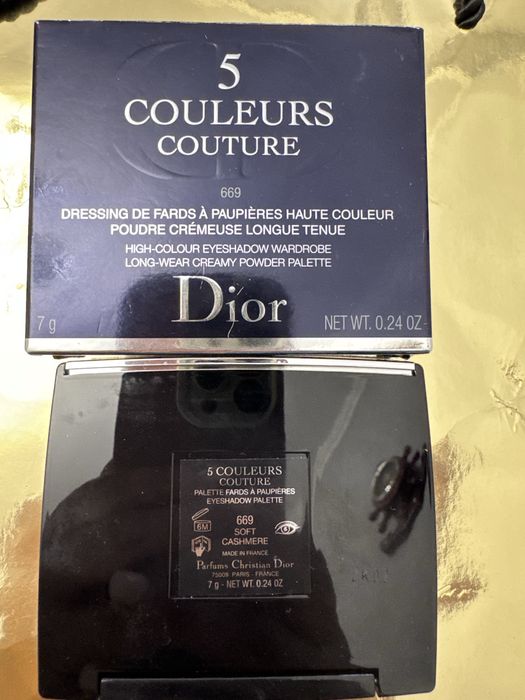 5
COULEURS
COUTURE
669
DRESSING DE FARDS À PAUPIÈRES HAUTE COULEUR
POUDRE CRÉMEUSE LONGUE TENUE
HIGH-COLOUR EYESHADOW WARDROBE
LONG-WEAR CREAMY POWDER PALETTE
Dior
7 g
NET WT. 0.24 OZ
5 COULEURS
COUTURE
PALETTE FARDS À PAUPIÈRES
EYESHADOW PALETTE
6M
669
SOFT
CASHMERE
MADE IN FRANCE
Parfums Christian Dior
75008 PARIS - FRANCE
7 g - NET WT. 0.24 OZ